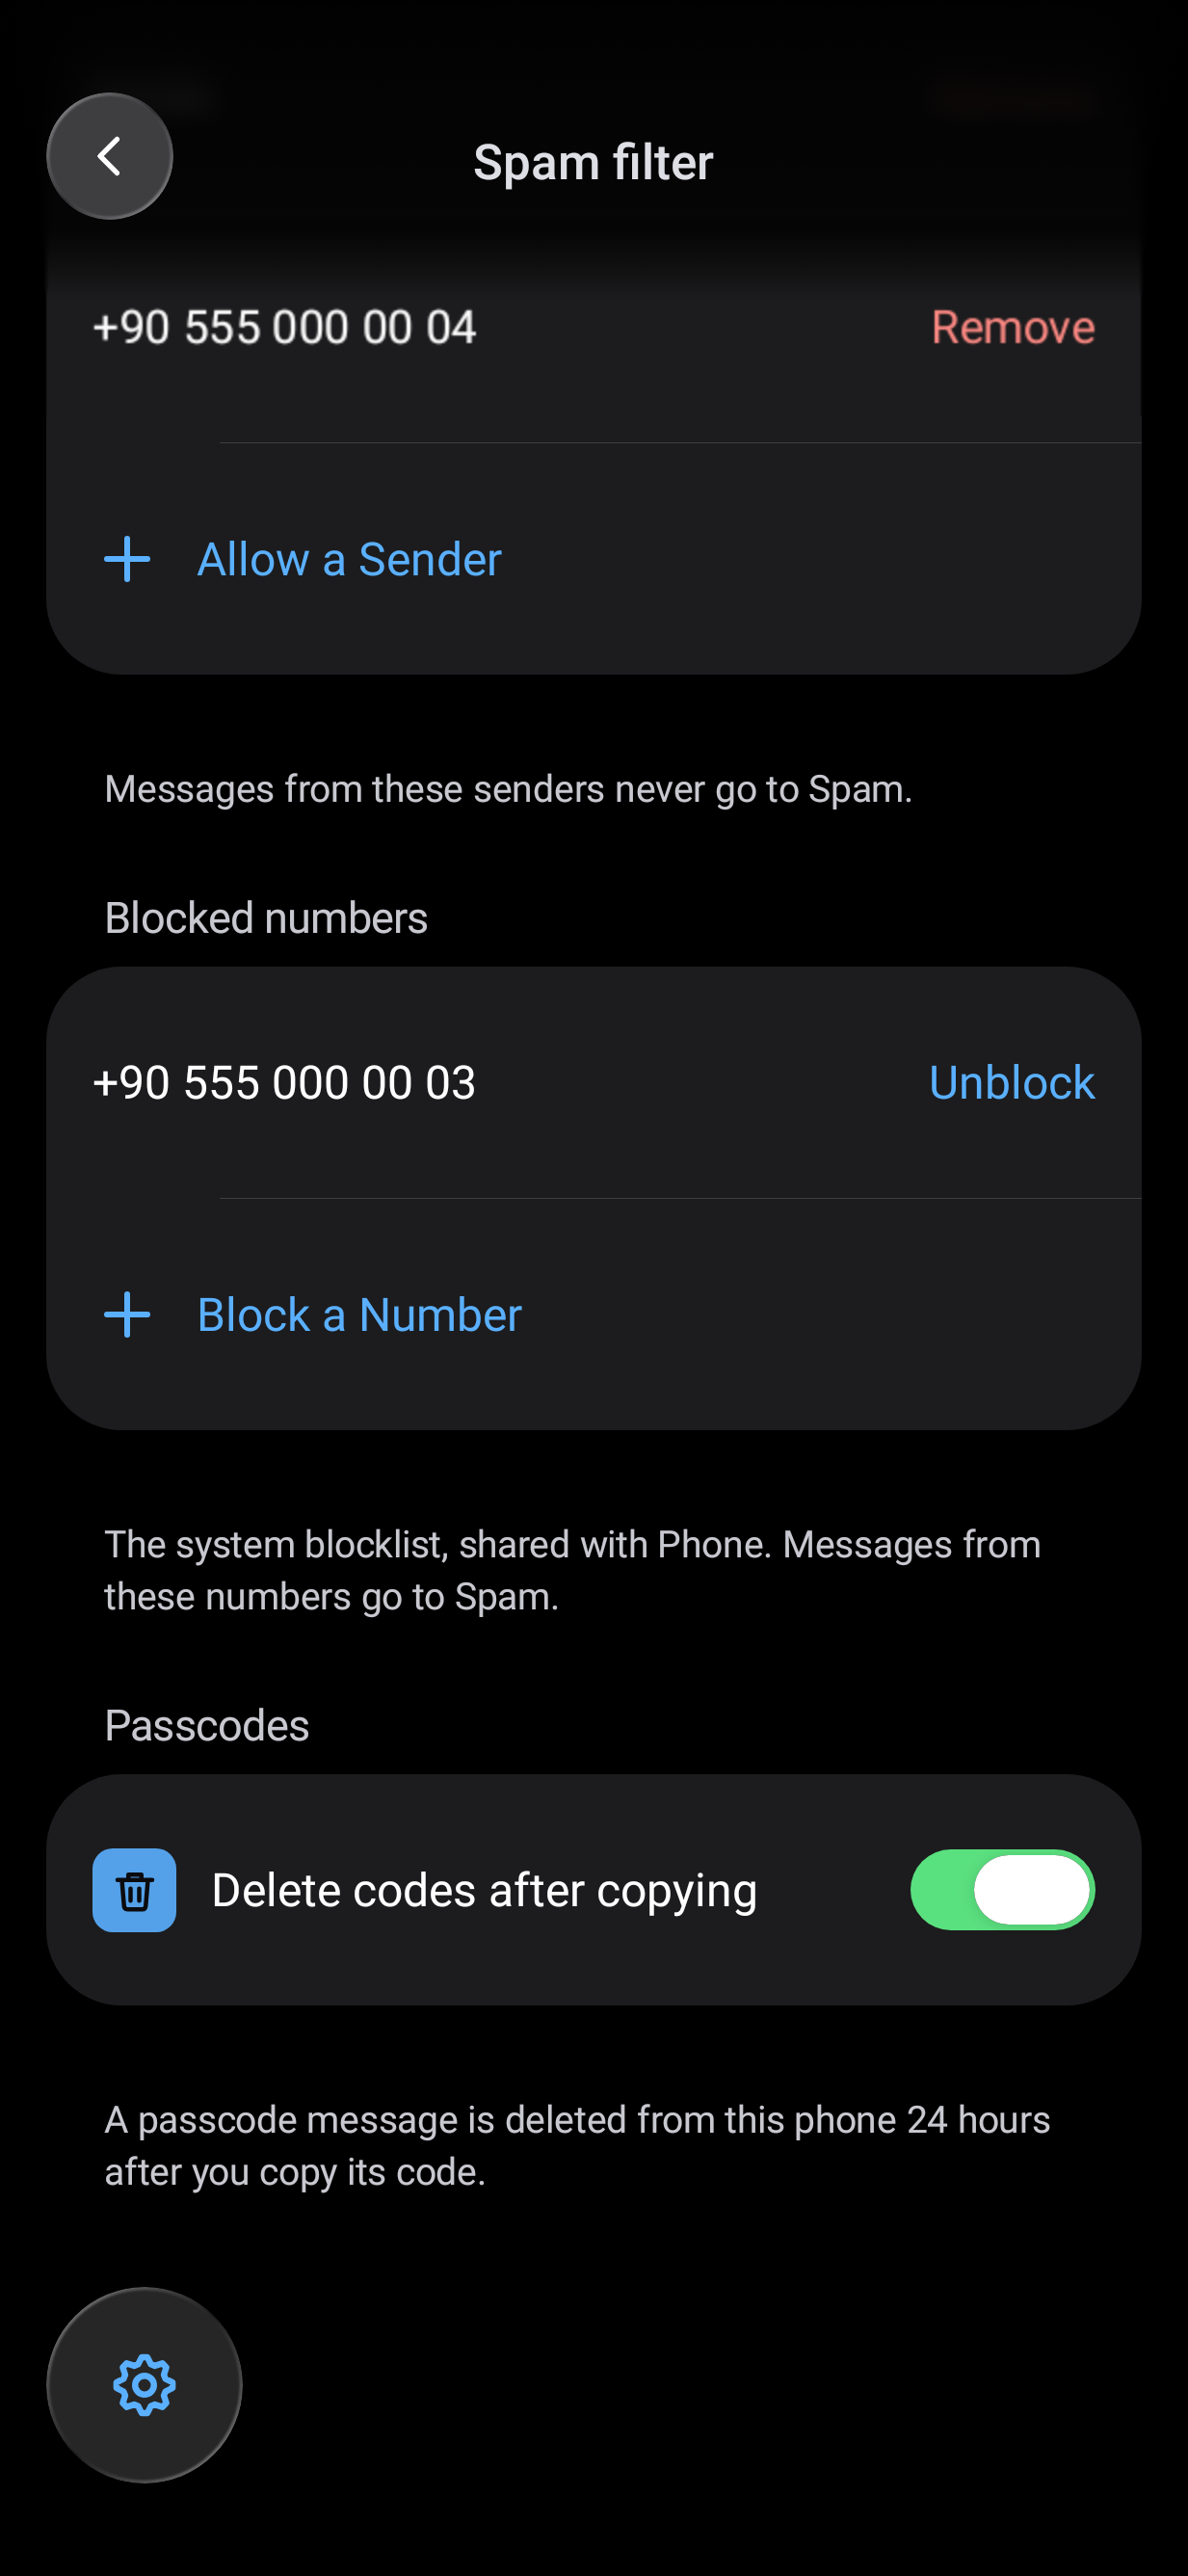 Spam filter
+90 555 000 00 04 Remove
Allow a Sender
Messages from these senders never go to Spam.
Blocked numbers
+90 555 000 00 03 Unblock
Block a Number
The system blocklist, shared with Phone. Messages from
these numbers go to Spam.
Passcodes
Delete codes after copying
A passcode message is deleted from this phone 24 hours
after you copy its code.